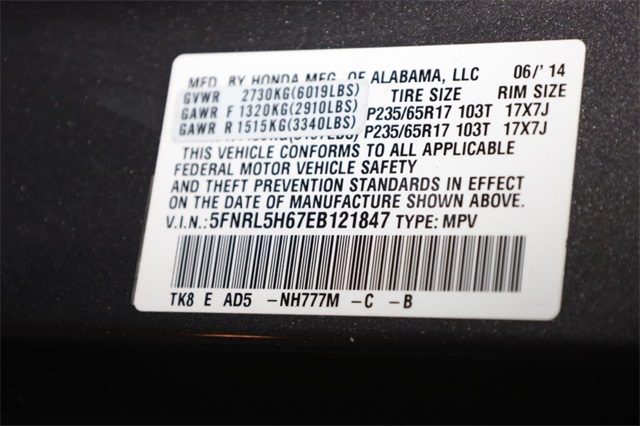 MFD. BY HONDA MFG. OF ALABAMA, LLC 06/'14
GVWR 2730KG(6019LBS) TIRE SIZE RIM SIZE
GAWR F 1320KG(2910LBS) P235/65R17 103T 17X7J
GAWR R 1515KG(3340LBS) P235/65R17 103T 17X7J
THIS VEHICLE CONFORMS TO ALL APPLICABLE
FEDERAL MOTOR VEHICLE SAFETY
AND THEFT PREVENTION STANDARDS IN EFFECT
ON THE DATE OF MANUFACTURE SHOWN ABOVE.
V.I.N.: 5FNRL5H67EB121847 TYPE: MPV
TK8 E AD5 -NH777M -C -B